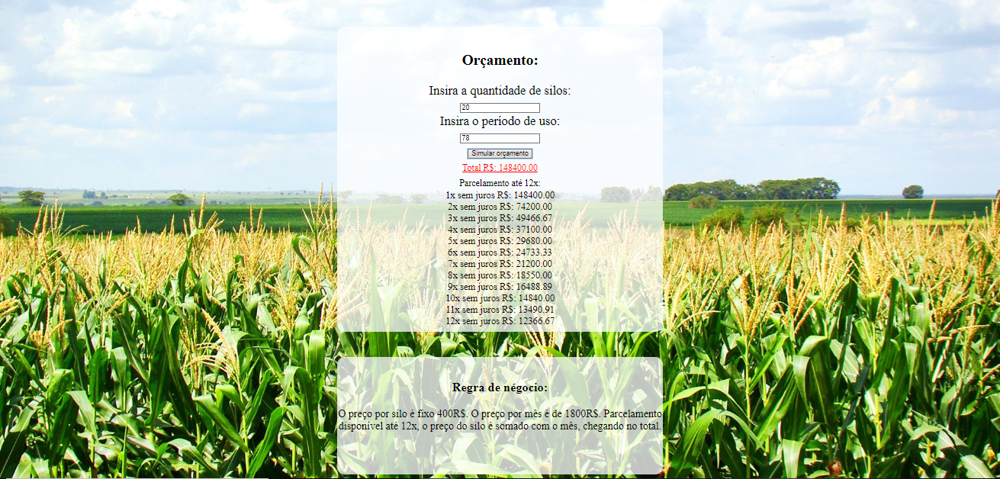 Orçamento:
Insira a quantidade de silos:
20
Insira o período de uso:
78
Simular orçamento
Total R$: 148400.00
Parcelamento até 12x:
1x sem juros R$: 148400.00
2x sem juros R$: 74200.00
3x sem juros R$: 49466.67
4x sem juros R$: 37100.00
5x sem juros R$: 29680.00
6x sem juros R$: 24733.33
7x sem juros R$: 21200.00
8x sem juros R$: 18550.00
9x sem juros R$: 16488.89
10x sem juros R$: 14840.00
11x sem juros R$: 13490.91
12x sem juros R$: 12366.67
Regra de négocio:
O preço por silo é fixo 400R$. O preço por mês é de 1800R$. Parcelamento
disponível até 12x, o preço do silo é somado com o mês, chegando no total.